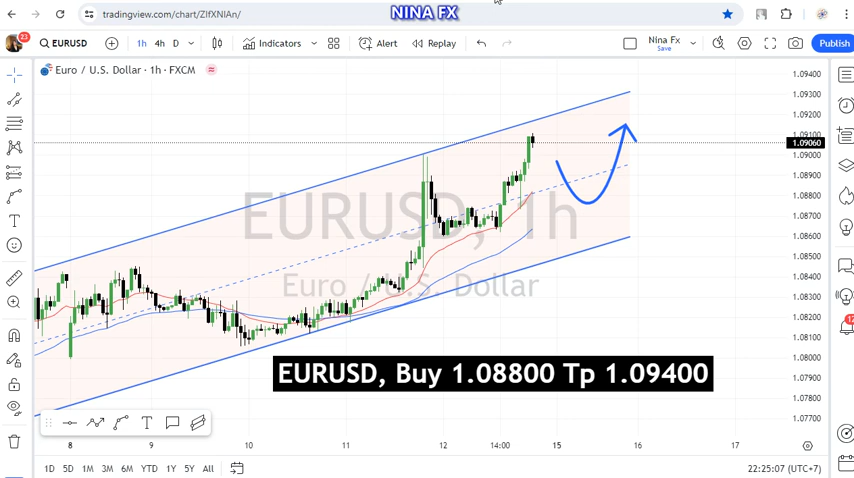 tradingview.com/chart/ZIfXNIAn/
NINA FX
23
EURUSD
1h 4h D
Indicators
Alert
Replay
Nina Fx
Save
Publish
Euro / U.S. Dollar · 1h · FXCM
EURUSD, 1h
Euro / U.S. Dollar
1.09400
1.09300
1.09200
1.09100
1.09060
1.09000
1.08800
1.08700
1.08600
1.08500
1.08400
1.08300
1.08200
1.08100
1.08000
1.07900
1.07800
1.07700
EURUSD, Buy 1.08800 Tp 1.09400
8 9 10 11 12 14:00 15 16 17
1D 5D 1M 3M 6M YTD 1Y 5Y All
22:25:07 (UTC+7)